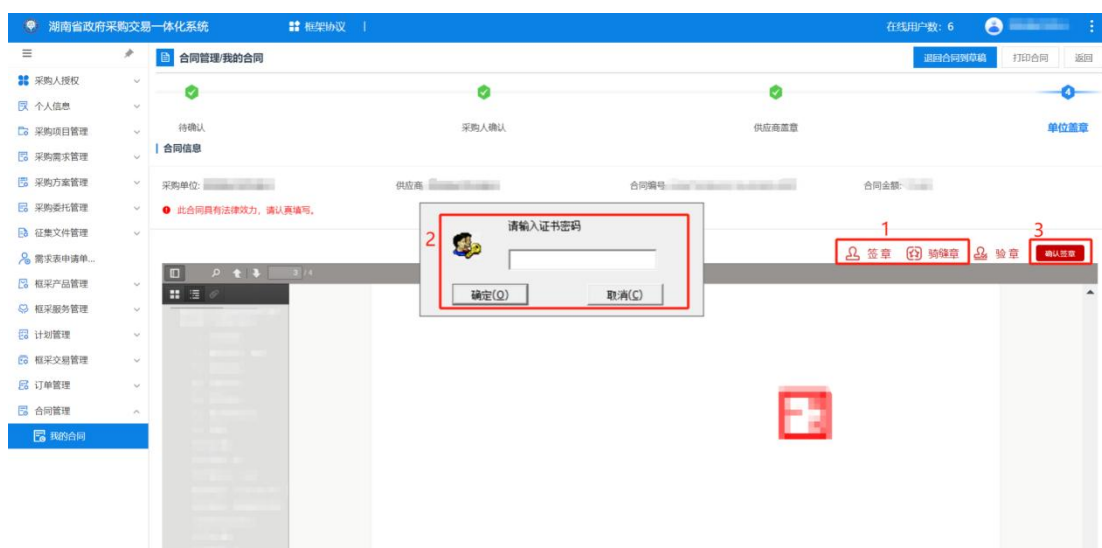 湖南省政府采购交易一体化系统 框架协议 在线用户数：6
合同管理/我的合同 退回合同到草稿 打印合同 返回
采购人授权
个人信息
采购项目管理
采购需求管理
采购方案管理
采购委托管理
征集文件管理
需求表申请单...
框采产品管理
框采服务管理
计划管理
框采交易管理
订单管理
合同管理
我的合同
待确认 采购人确认 供应商盖章 4 单位盖章
合同信息
采购单位： 供应商 合同编号 合同金额：
此合同具有法律效力，请认真填写。
1 3
签章 骑缝章 验章 确认签章
2 请输入证书密码
确定(O) 取消(C)
3 / 4